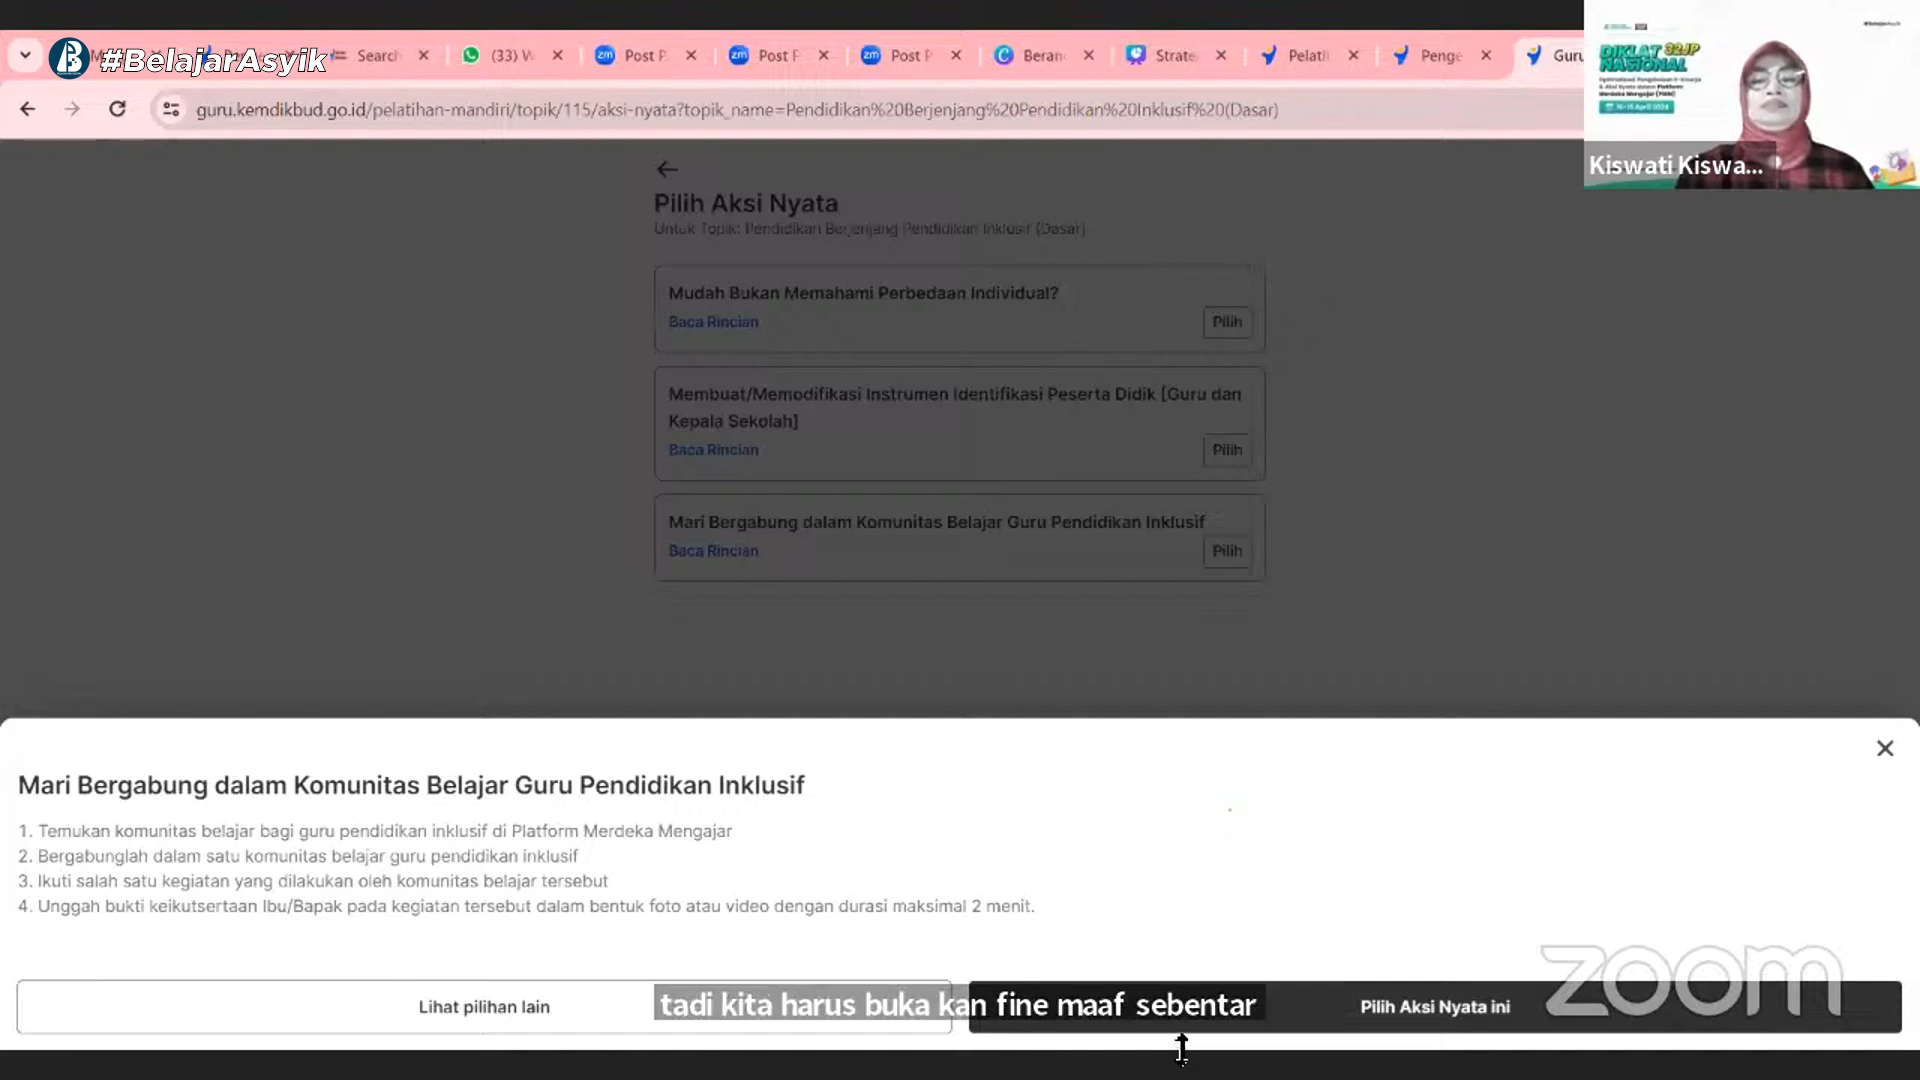 #BelajarAsyik
Search
(33) W
Post P
Post P
Post P
Beran
Strate
Pelati
Penge
Guru
guru.kemdikbud.go.id/pelatihan-mandiri/topik/115/aksi-nyata?topik_name=Pendidikan%20Berjenjang%20Pendidikan%20Inklusif%20(Dasar)
DIKLAT 32JP
NASIONAL
Kiswati Kiswa...
Pilih Aksi Nyata
Untuk Topik: Pendidikan Berjenjang Pendidikan Inklusif (Dasar)
Mudah Bukan Memahami Perbedaan Individual?
Baca Rincian
Pilih
Membuat/Memodifikasi Instrumen Identifikasi Peserta Didik [Guru dan
Kepala Sekolah]
Baca Rincian
Pilih
Mari Bergabung dalam Komunitas Belajar Guru Pendidikan Inklusif
Baca Rincian
Pilih
Mari Bergabung dalam Komunitas Belajar Guru Pendidikan Inklusif
1. Temukan komunitas belajar bagi guru pendidikan inklusif di Platform Merdeka Mengajar
2. Bergabunglah dalam satu komunitas belajar guru pendidikan inklusif
3. Ikuti salah satu kegiatan yang dilakukan oleh komunitas belajar tersebut
4. Unggah bukti keikutsertaan Ibu/Bapak pada kegiatan tersebut dalam bentuk foto atau video dengan durasi maksimal 2 menit.
zoom
Lihat pilihan lain
tadi kita harus buka kan fine maaf sebentar
Pilih Aksi Nyata ini